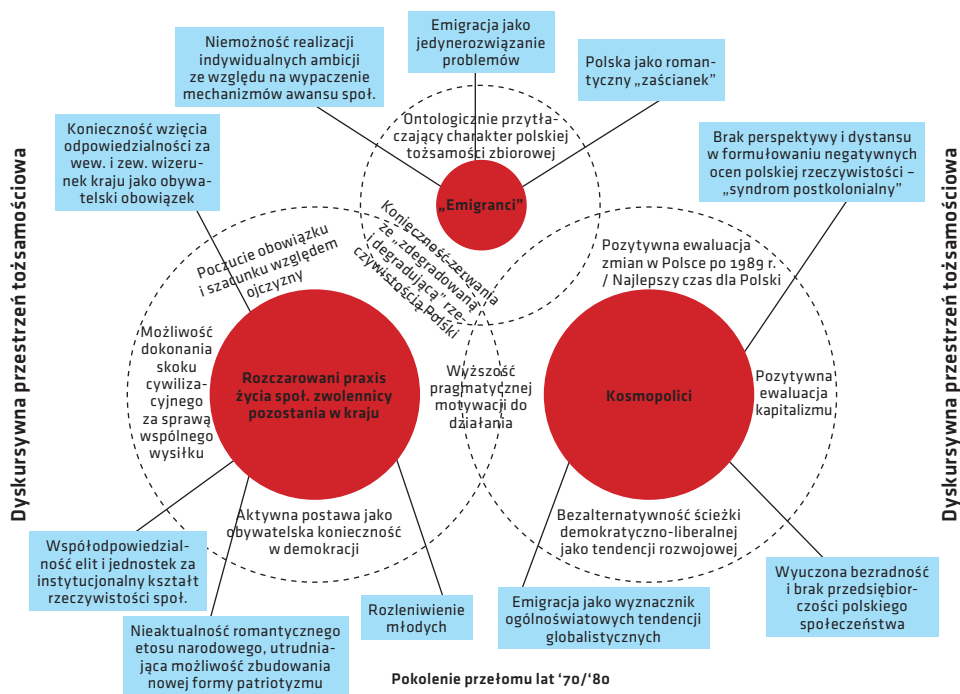 Emigracja jako
jedynerozwiązanie
problemów
Niemożność realizacji
indywidualnych ambicji
ze względu na wypaczenie
mechanizmów awansu społ.
Polska jako roman-
tyczny „zaścianek”
Konieczność wzięcia
odpowiedzialności za
wew. i zew. wizeru-
nek kraju jako obywa-
telski obowiązek
Ontologicznie przytła-
czający charakter polskiej
tożsamości zbiorowej
Brak perspektywy i dystansu
w formułowaniu negatywnych
ocen polskiej rzeczywistości –
„syndrom postkolonialny”
„Emigranci”
Dyskursywna przestrzeń tożsamościowa
Dyskursywna przestrzeń tożsamościowa
Poczucie obowiązku
i szacunku względem
ojczyzny
Konieczność zerwania
ze „zdegradowaną
i degradującą” rze-
czywistością Polski
Pozytywna ewaluacja
zmian w Polsce po 1989 r.
/ Najlepszy czas dla Polski
Możliwość
dokonania
skoku
cywiliza-
cyjnego
za sprawą
wspólnego
wysiłku
Rozczarowani praxis
życia społ. zwolennicy
pozostania w kraju
Wyższość
pragmatycznej
motywacji do
działania
Kosmopolici
Pozytywna
ewaluacja
kapitalizmu
Aktywna postawa jako
obywatelska konieczność
w demokracji
Bezalternatywność ścieżki
demokratyczno-liberalnej
jako tendencji rozwojowej
Współodpowiedzial-
ność elit i jednostek za
instytucjonalny kształt
rzeczywistości społ.
Nieaktualność romantycznego
etosu narodowego, utrudnia-
jąca możliwość zbudowania
nowej formy patriotyzmu
Rozleniwienie
młodych
Emigracja jako wyznacznik
ogólnoświatowych tendencji
globalistycznych
Wyuczona bezradność
i brak przedsiębior-
czości polskiego
społeczeństwa
Pokolenie przełomu lat ‘70/‘80